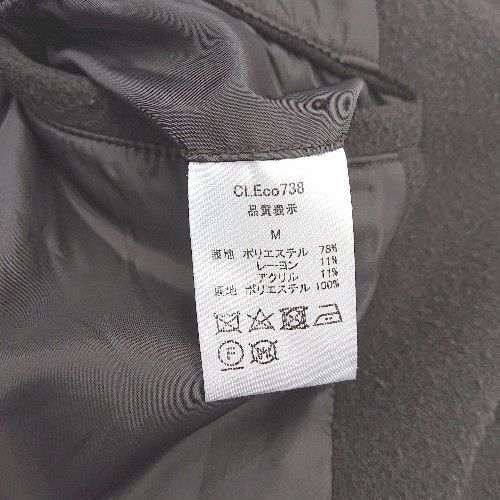 CLEco738
品質表示
M
表地 ポリエステル 78%
レーヨン 11%
アクリル 11%
裏地 ポリエステル 100%
F
W